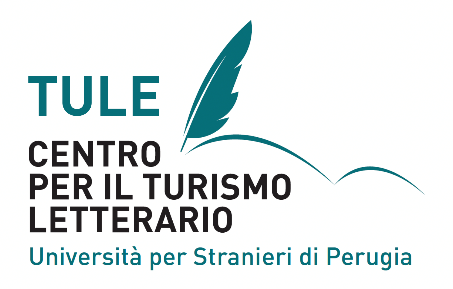 TULE
CENTRO
PER IL TURISMO
LETTERARIO
Università per Stranieri di Perugia